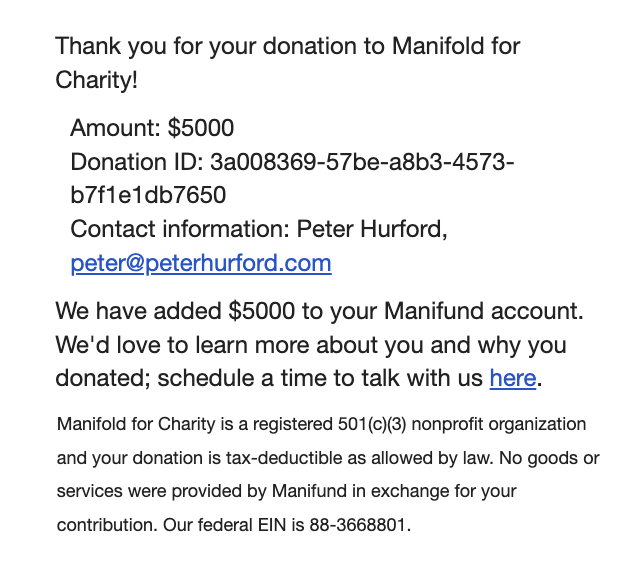 Thank you for your donation to Manifold for
Charity!
Amount: $5000
Donation ID: 3a008369-57be-a8b3-4573-
b7f1e1db7650
Contact information: Peter Hurford,
peter@peterhurford.com
We have added $5000 to your Manifund account.
We'd love to learn more about you and why you
donated; schedule a time to talk with us here.
Manifold for Charity is a registered 501(c)(3) nonprofit organization
and your donation is tax-deductible as allowed by law. No goods or
services were provided by Manifund in exchange for your
contribution. Our federal EIN is 88-3668801.